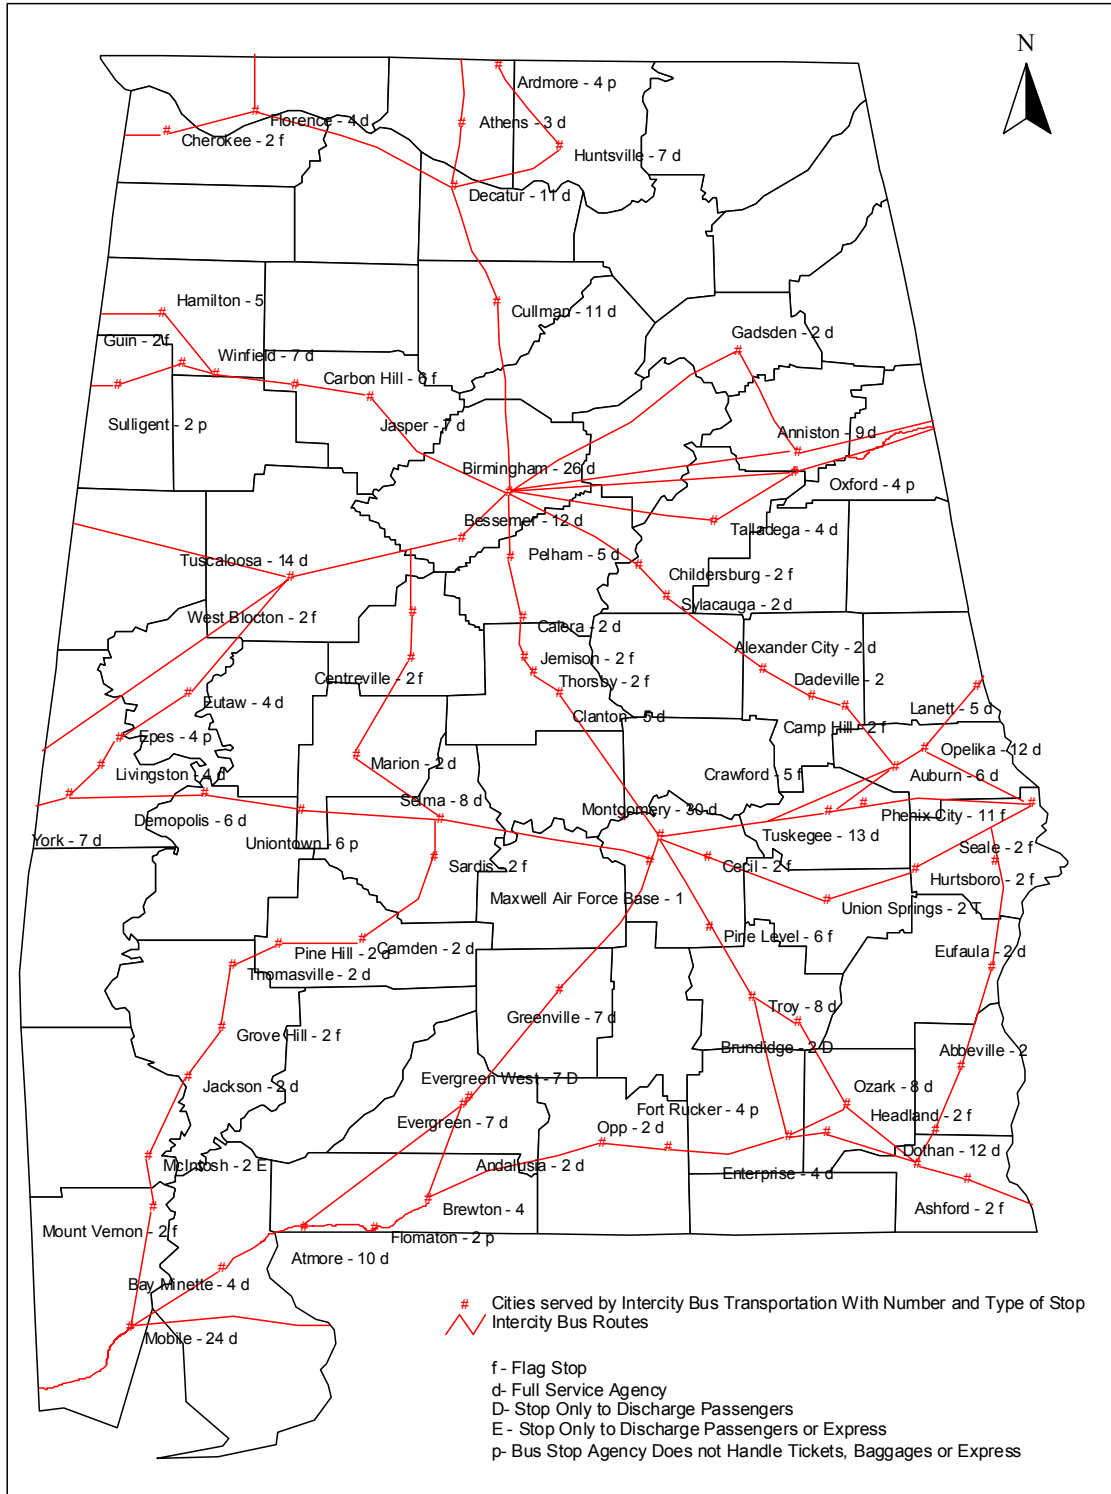 N
Ardmore - 4 p
Florence - 4 d
Athens - 3 d
Cherokee - 2 f
Huntsville - 7 d
Decatur - 11 d
Hamilton - 5
Cullman - 11 d
Gadsden - 2 d
Guin - 2 f
Winfield - 7 d
Carbon Hill - 6 f
Sulligent - 2 p
Jasper - 7 d
Anniston - 9 d
Birmingham - 26 d
Oxford - 4 p
Bessemer - 12 d
Talladega - 4 d
Tuscaloosa - 14 d
Pelham - 5 d
Childersburg - 2 f
Sylacauga - 2 d
West Blocton - 2 f
Calera - 2 d
Alexander City - 2 d
Jemison - 2 f
Centreville - 2 f
Thorsby - 2 f
Dadeville - 2
Eutaw - 4 d
Clanton - 5 d
Lanett - 5 d
Camp Hill - 2 f
Epes - 4 p
Opelika - 12 d
Marion - 2 d
Livingston - 4 d
Crawford - 5 f
Auburn - 6 d
Selma - 8 d
Montgomery - 30 d
Demopolis - 6 d
Phenix City - 11 f
York - 7 d
Uniontown - 6 p
Tuskegee - 13 d
Seale - 2 f
Sardis - 2 f
Cecil - 2 f
Hurtsboro - 2 f
Maxwell Air Force Base - 1
Union Springs - 2 T
Pine Level - 6 f
Camden - 2 d
Pine Hill - 2 d
Eufaula - 2 d
Thomasville - 2 d
Troy - 8 d
Greenville - 7 d
Grove Hill - 2 f
Brundidge - 2 D
Abbeville - 2
Evergreen West - 7 D
Jackson - 2 d
Ozark - 8 d
Fort Rucker - 4 p
Headland - 2 f
Evergreen - 7 d
Opp - 2 d
Dothan - 12 d
McIntosh - 2 E
Andalusia - 2 d
Enterprise - 4 d
Brewton - 4
Ashford - 2 f
Mount Vernon - 2 f
Flomaton - 2 p
Atmore - 10 d
Bay Minette - 4 d
Mobile - 24 d
# Cities served by Intercity Bus Transportation With Number and Type of Stop
Intercity Bus Routes
f - Flag Stop
d- Full Service Agency
D- Stop Only to Discharge Passengers
E - Stop Only to Discharge Passengers or Express
p- Bus Stop Agency Does not Handle Tickets, Baggages or Express